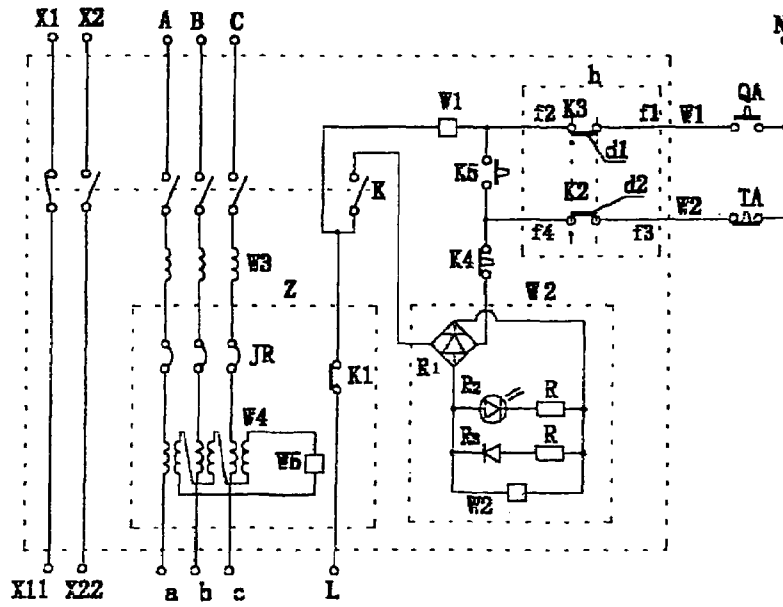 X1 X2 A B C N
h
W1 f2 K3 f1 W1 QA
d1
K5
K K2 d2 W2 TA
f4 f3
K4
W3
Z W2
JR K1 R1
R2 R
W4
R3 R
W5
W2
X11 X22 a b c L